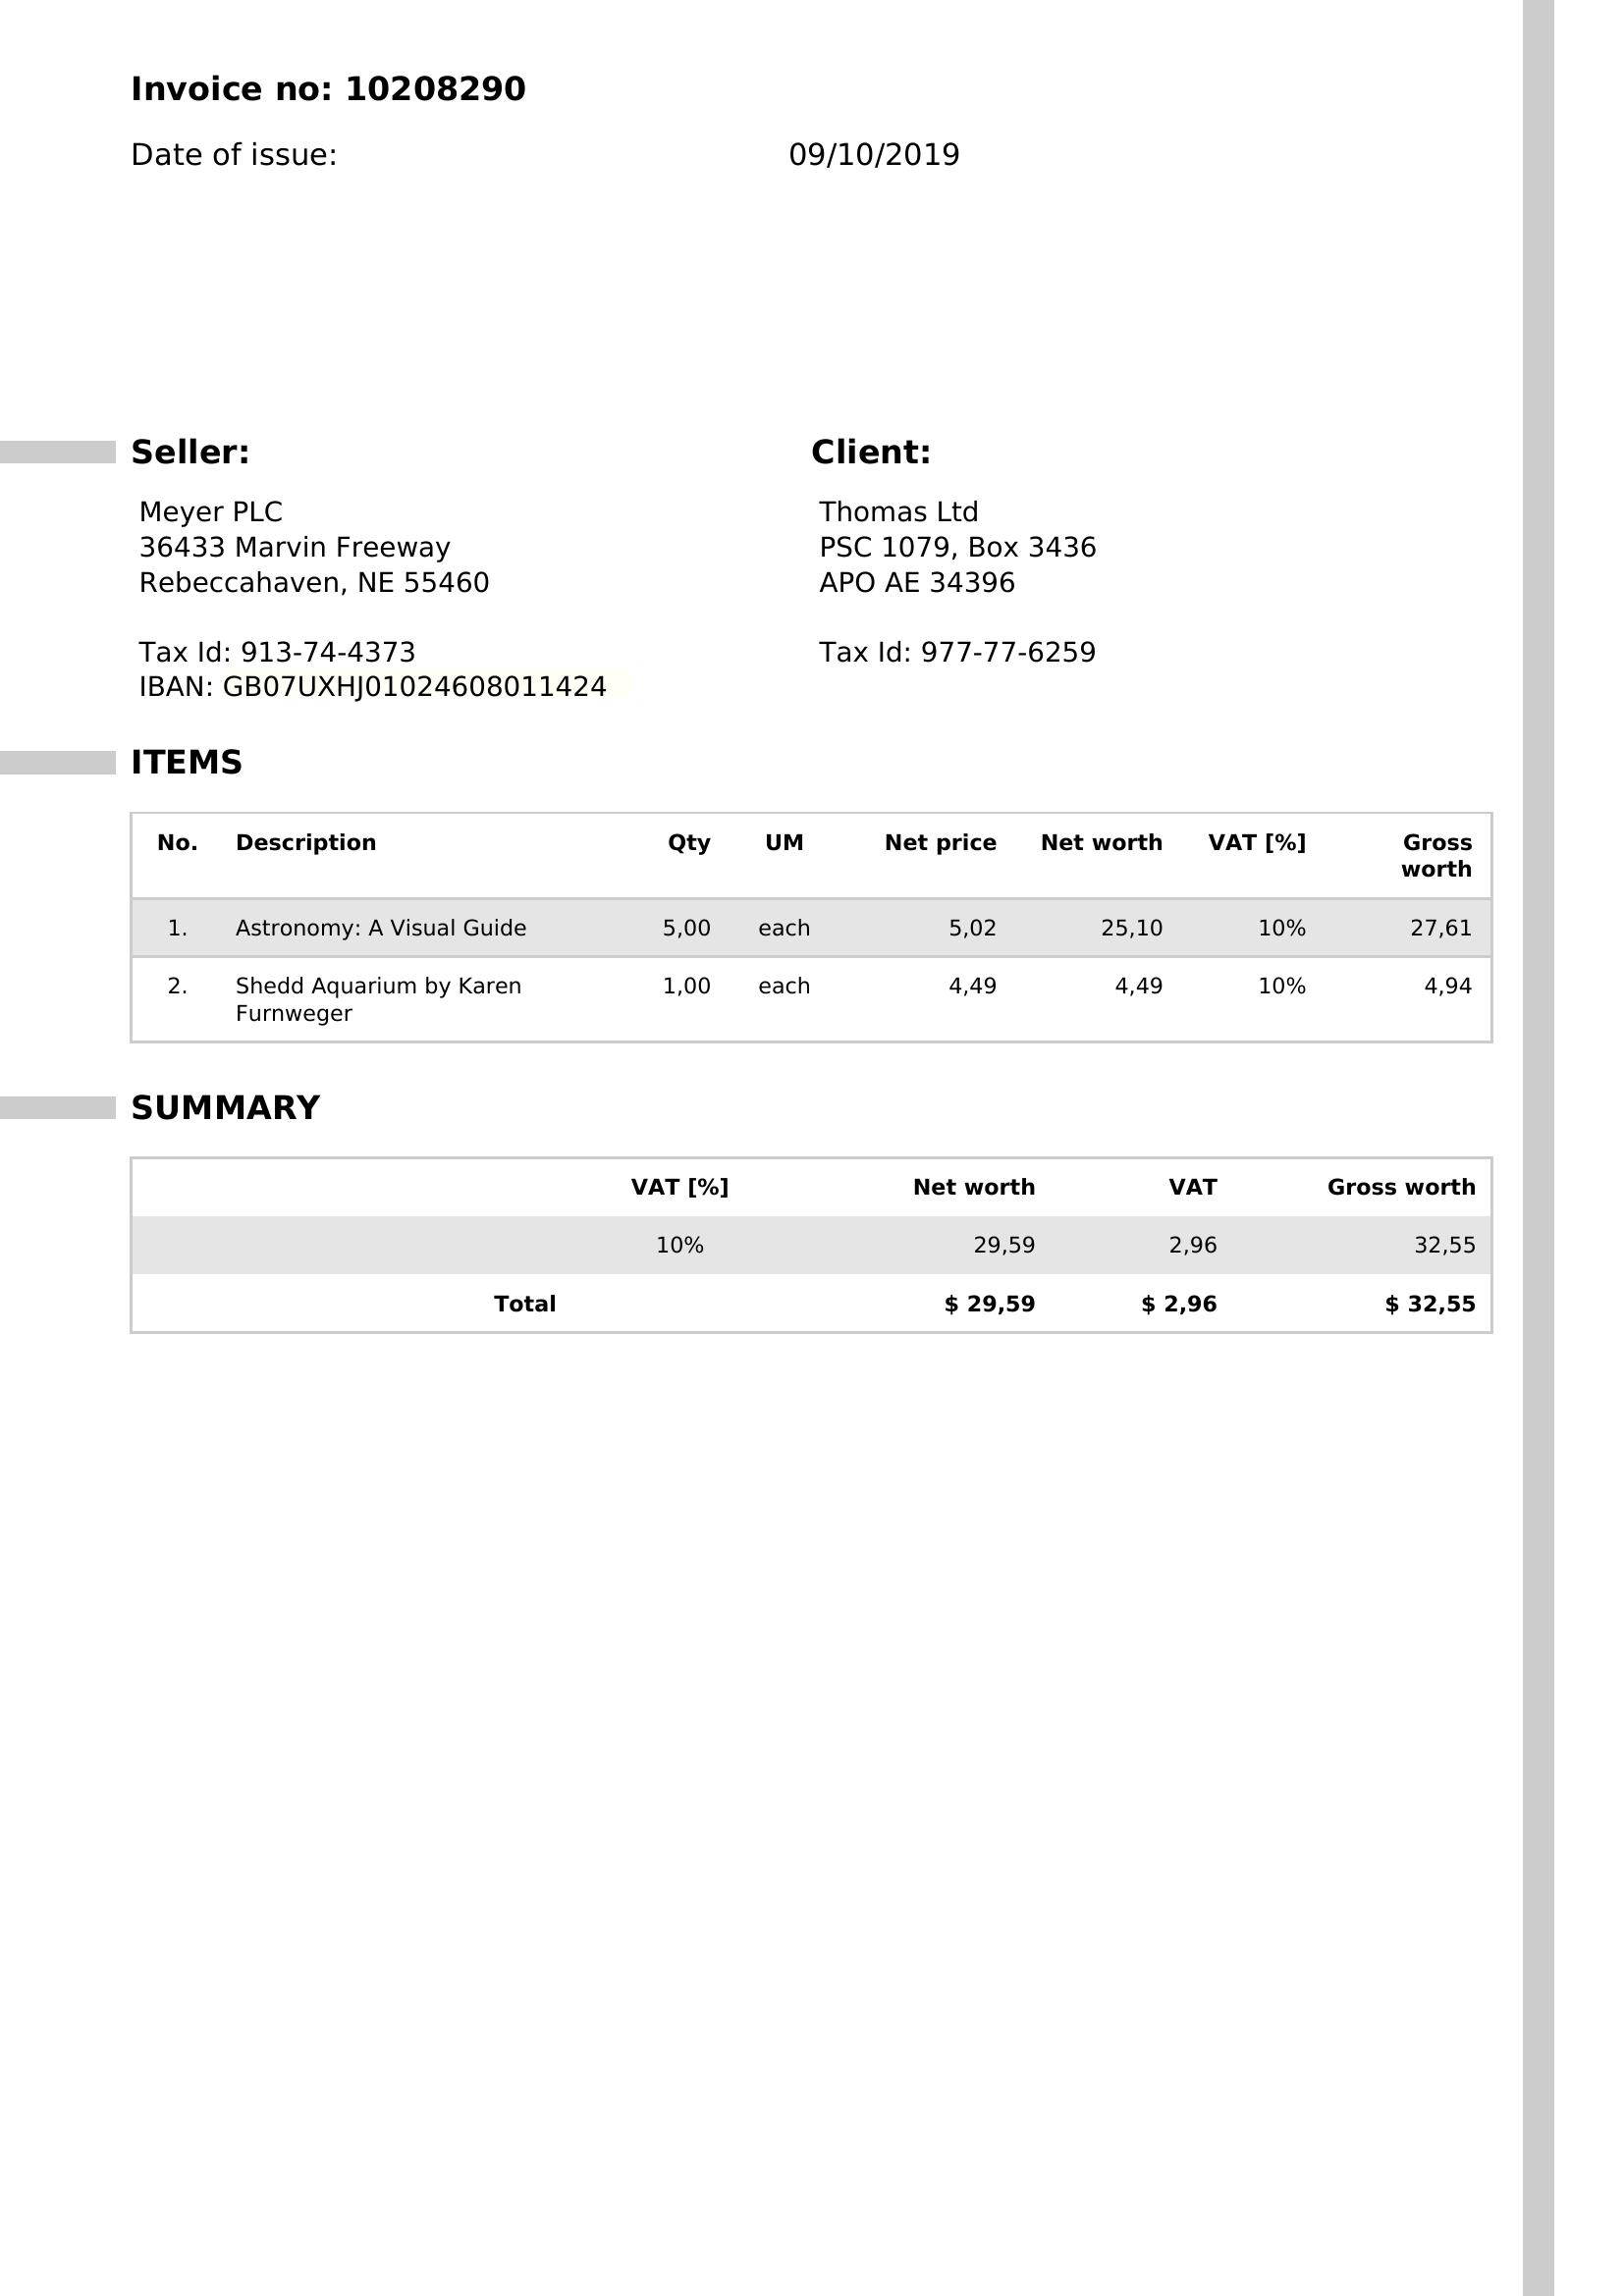 Invoice no: 10208290
Date of issue: 09/10/2019
Seller:
Meyer PLC
36433 Marvin Freeway
Rebeccahaven, NE 55460
Tax Id: 913-74-4373
IBAN: GB07UXHJ01024608011424
Client:
Thomas Ltd
PSC 1079, Box 3436
APO AE 34396
Tax Id: 977-77-6259
ITEMS
No. Description Qty UM Net price Net worth VAT [%] Gross
worth
1. Astronomy: A Visual Guide 5,00 each 5,02 25,10 10% 27,61
2. Shedd Aquarium by Karen 1,00 each 4,49 4,49 10% 4,94
Furnweger
SUMMARY
VAT [%] Net worth VAT Gross worth
10% 29,59 2,96 32,55
Total $ 29,59 $ 2,96 $ 32,55